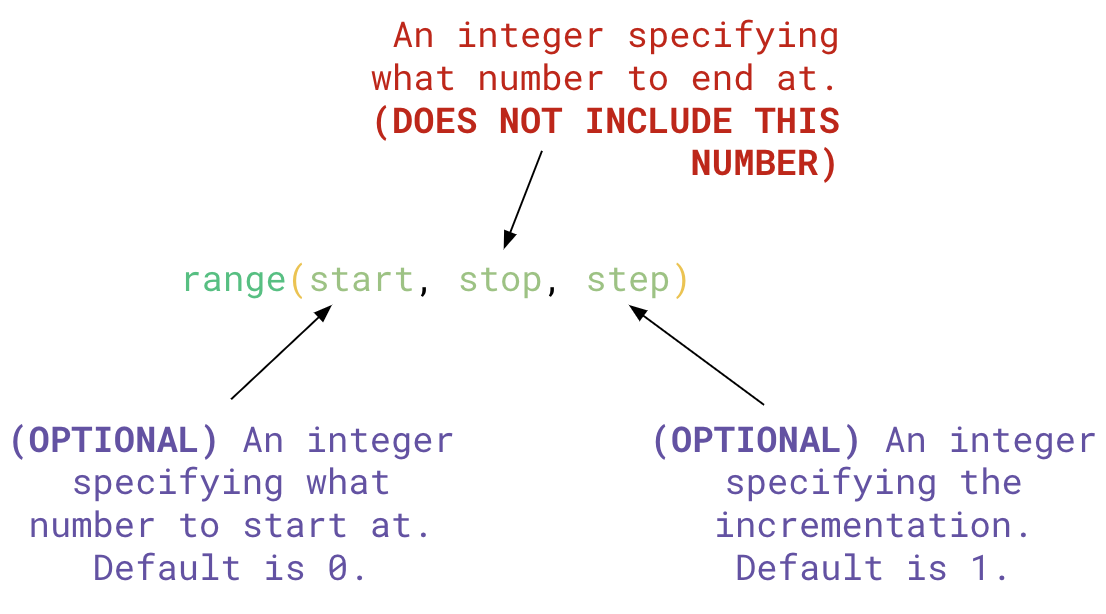 An integer specifying
what number to end at.
(DOES NOT INCLUDE THIS
NUMBER)
range(start, stop, step)
(OPTIONAL) An integer
specifying what
number to start at.
Default is 0.
(OPTIONAL) An integer
specifying the
incrementation.
Default is 1.